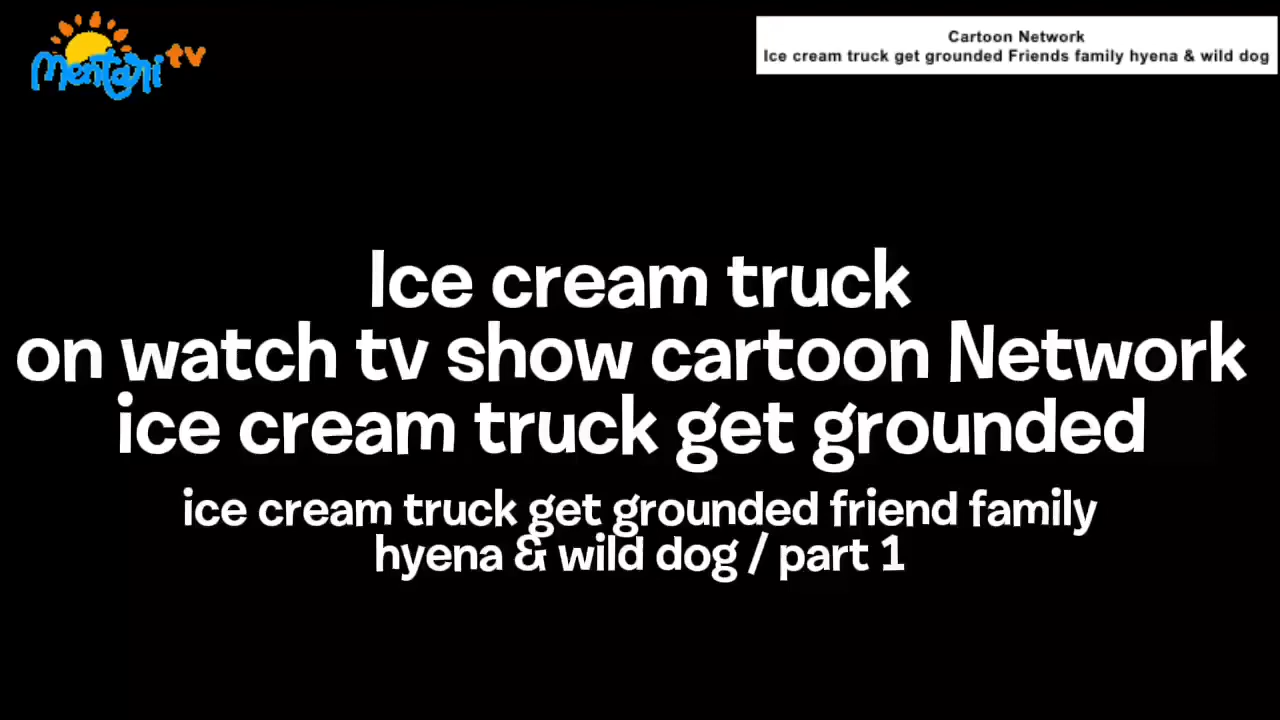 mentari tv
Cartoon Network
Ice cream truck get grounded Friends family hyena & wild dog
Ice cream truck
on watch tv show cartoon Network
ice cream truck get grounded
ice cream truck get grounded friend family
hyena & wild dog / part 1